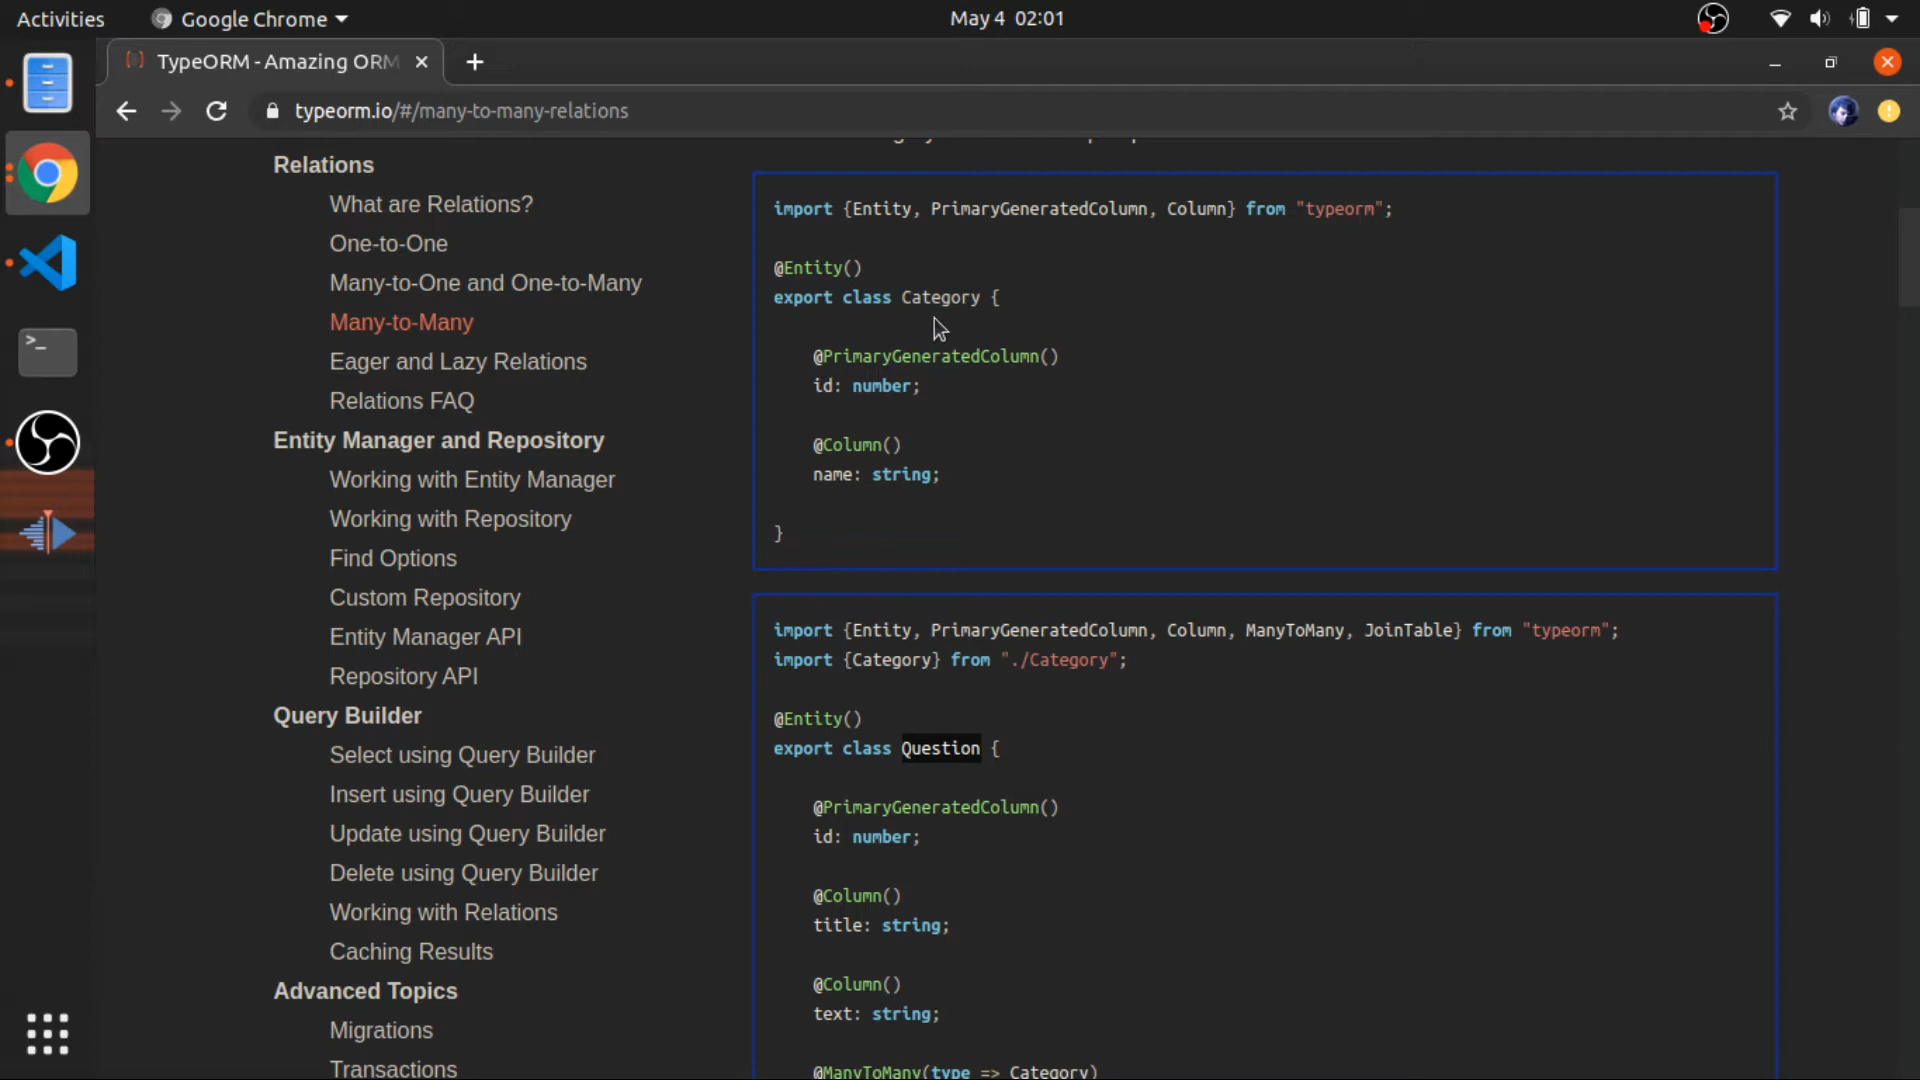 Activities
Google Chrome
May 4 02:01
TypeORM - Amazing ORM
typeorm.io/#/many-to-many-relations
Relations
What are Relations?
One-to-One
Many-to-One and One-to-Many
Many-to-Many
Eager and Lazy Relations
Relations FAQ
Entity Manager and Repository
Working with Entity Manager
Working with Repository
Find Options
Custom Repository
Entity Manager API
Repository API
Query Builder
Select using Query Builder
Insert using Query Builder
Update using Query Builder
Delete using Query Builder
Working with Relations
Caching Results
Advanced Topics
Migrations
Transactions
import {Entity, PrimaryGeneratedColumn, Column} from "typeorm";
@Entity()
export class Category {
@PrimaryGeneratedColumn()
id: number;
@Column()
name: string;
}
import {Entity, PrimaryGeneratedColumn, Column, ManyToMany, JoinTable} from "typeorm";
import {Category} from "./Category";
@Entity()
export class Question {
@PrimaryGeneratedColumn()
id: number;
@Column()
title: string;
@Column()
text: string;
@ManyToMany(type => Category)